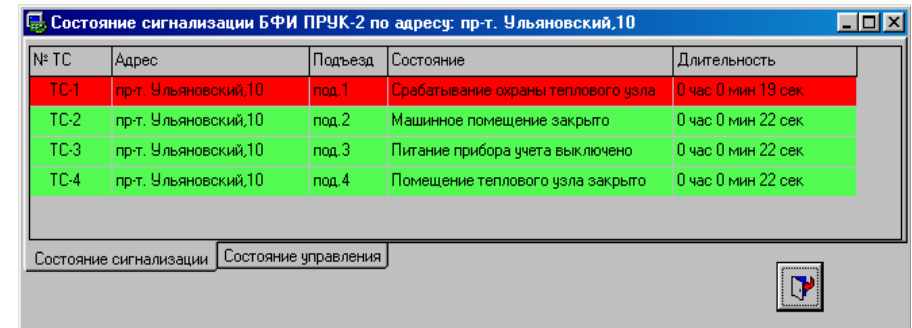 Состояние сигнализации БФИ ПРУК-2 по адресу: пр-т. Ульяновский,10
№ ТС Адрес Подъезд Состояние Длительность
ТС-1 пр-т. Ульяновский,10 под.1 Срабатывание охраны теплового узла 0 час 0 мин 19 сек
ТС-2 пр-т. Ульяновский,10 под.2 Машинное помещение закрыто 0 час 0 мин 22 сек
ТС-3 пр-т. Ульяновский,10 под.3 Питание прибора учета выключено 0 час 0 мин 22 сек
ТС-4 пр-т. Ульяновский,10 под.4 Помещение теплового узла закрыто 0 час 0 мин 22 сек
Состояние сигнализации Состояние управления